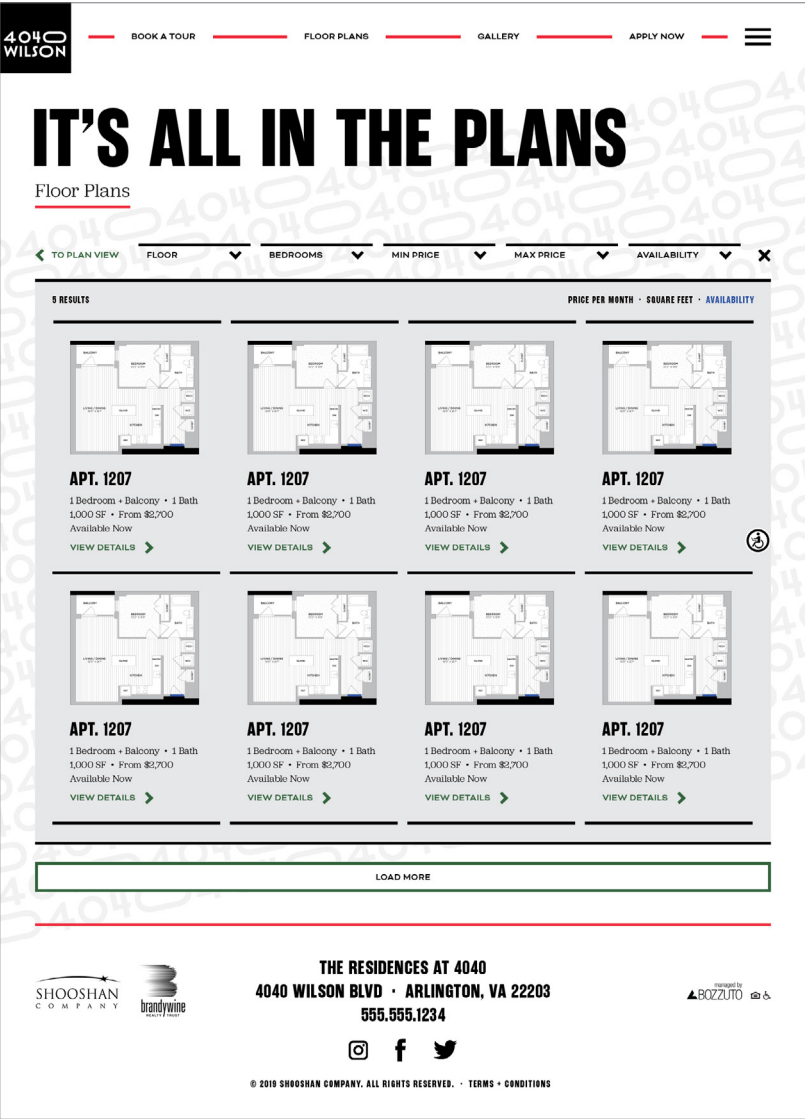 4040
WILSON
BOOK A TOUR
FLOOR PLANS
GALLERY
APPLY NOW
IT'S ALL IN THE PLANS
Floor Plans
TO PLAN VIEW
FLOOR
BEDROOMS
MIN PRICE
MAX PRICE
AVAILABILITY
5 RESULTS
PRICE PER MONTH · SQUARE FEET · AVAILABILITY
APT. 1207
1 Bedroom + Balcony • 1 Bath
1,000 SF • From $2,700
Available Now
VIEW DETAILS
APT. 1207
1 Bedroom + Balcony • 1 Bath
1,000 SF • From $2,700
Available Now
VIEW DETAILS
APT. 1207
1 Bedroom + Balcony • 1 Bath
1,000 SF • From $2,700
Available Now
VIEW DETAILS
APT. 1207
1 Bedroom + Balcony • 1 Bath
1,000 SF • From $2,700
Available Now
VIEW DETAILS
APT. 1207
1 Bedroom + Balcony • 1 Bath
1,000 SF • From $2,700
Available Now
VIEW DETAILS
APT. 1207
1 Bedroom + Balcony • 1 Bath
1,000 SF • From $2,700
Available Now
VIEW DETAILS
APT. 1207
1 Bedroom + Balcony • 1 Bath
1,000 SF • From $2,700
Available Now
VIEW DETAILS
APT. 1207
1 Bedroom + Balcony • 1 Bath
1,000 SF • From $2,700
Available Now
VIEW DETAILS
LOAD MORE
SHOOSHAN
COMPANY
brandywine
REALTY TRUST
THE RESIDENCES AT 4040
4040 WILSON BLVD · ARLINGTON, VA 22203
555.555.1234
managed by
BOZZUTO
© 2019 SHOOSHAN COMPANY. ALL RIGHTS RESERVED. · TERMS + CONDITIONS